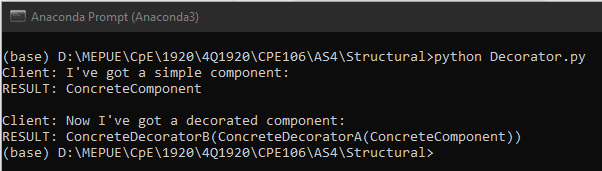 Anaconda Prompt (Anaconda3)
(base) D:\MEPUE\CpE\1920\4Q1920\CPE106\AS4\Structural>python Decorator.py
Client: I've got a simple component:
RESULT: ConcreteComponent
Client: Now I've got a decorated component:
RESULT: ConcreteDecoratorB(ConcreteDecoratorA(ConcreteComponent))
(base) D:\MEPUE\CpE\1920\4Q1920\CPE106\AS4\Structural>